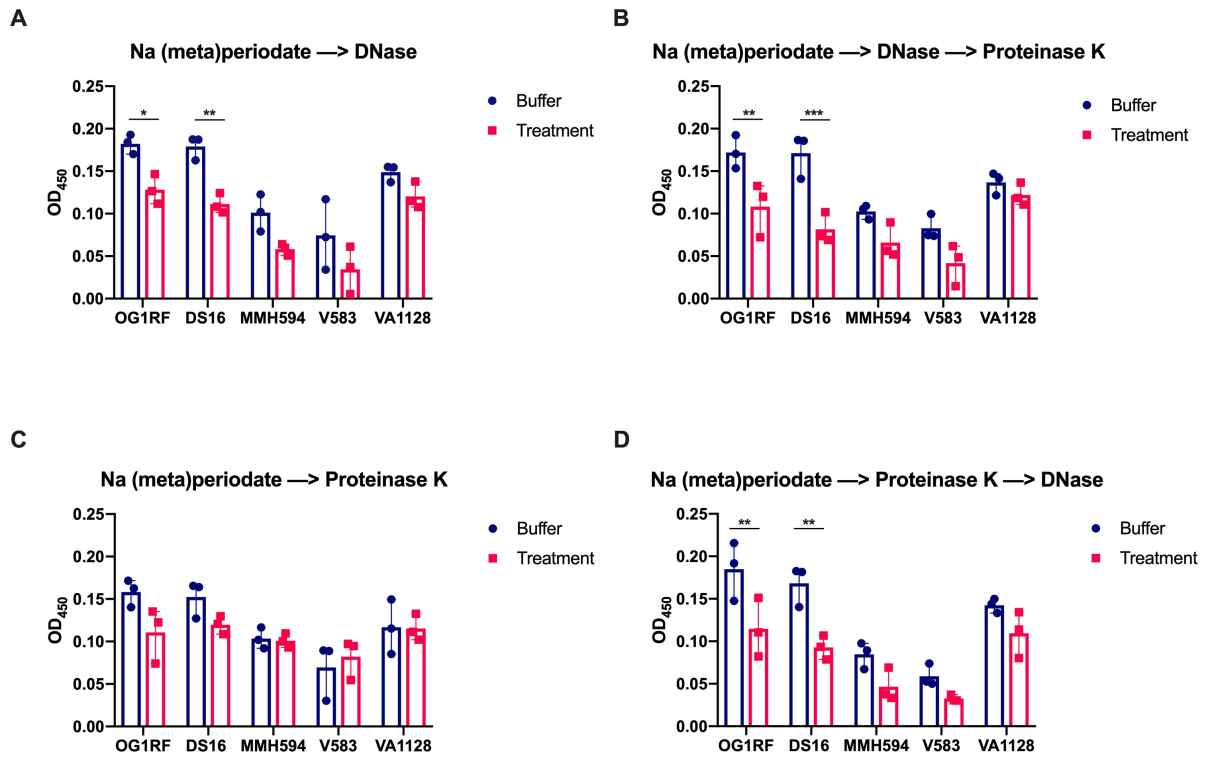 A
Na (meta)periodate —> DNase
0.25
0.20
0.15
0.10
0.05
0.00
OD450
*
**
Buffer
Treatment
OG1RF DS16 MMH594 V583 VA1128
B
Na (meta)periodate —> DNase —> Proteinase K
0.25
0.20
0.15
0.10
0.05
0.00
OD450
**
***
Buffer
Treatment
OG1RF DS16 MMH594 V583 VA1128
C
Na (meta)periodate —> Proteinase K
0.25
0.20
0.15
0.10
0.05
0.00
OD450
Buffer
Treatment
OG1RF DS16 MMH594 V583 VA1128
D
Na (meta)periodate —> Proteinase K —> DNase
0.25
0.20
0.15
0.10
0.05
0.00
OD450
**
**
Buffer
Treatment
OG1RF DS16 MMH594 V583 VA1128